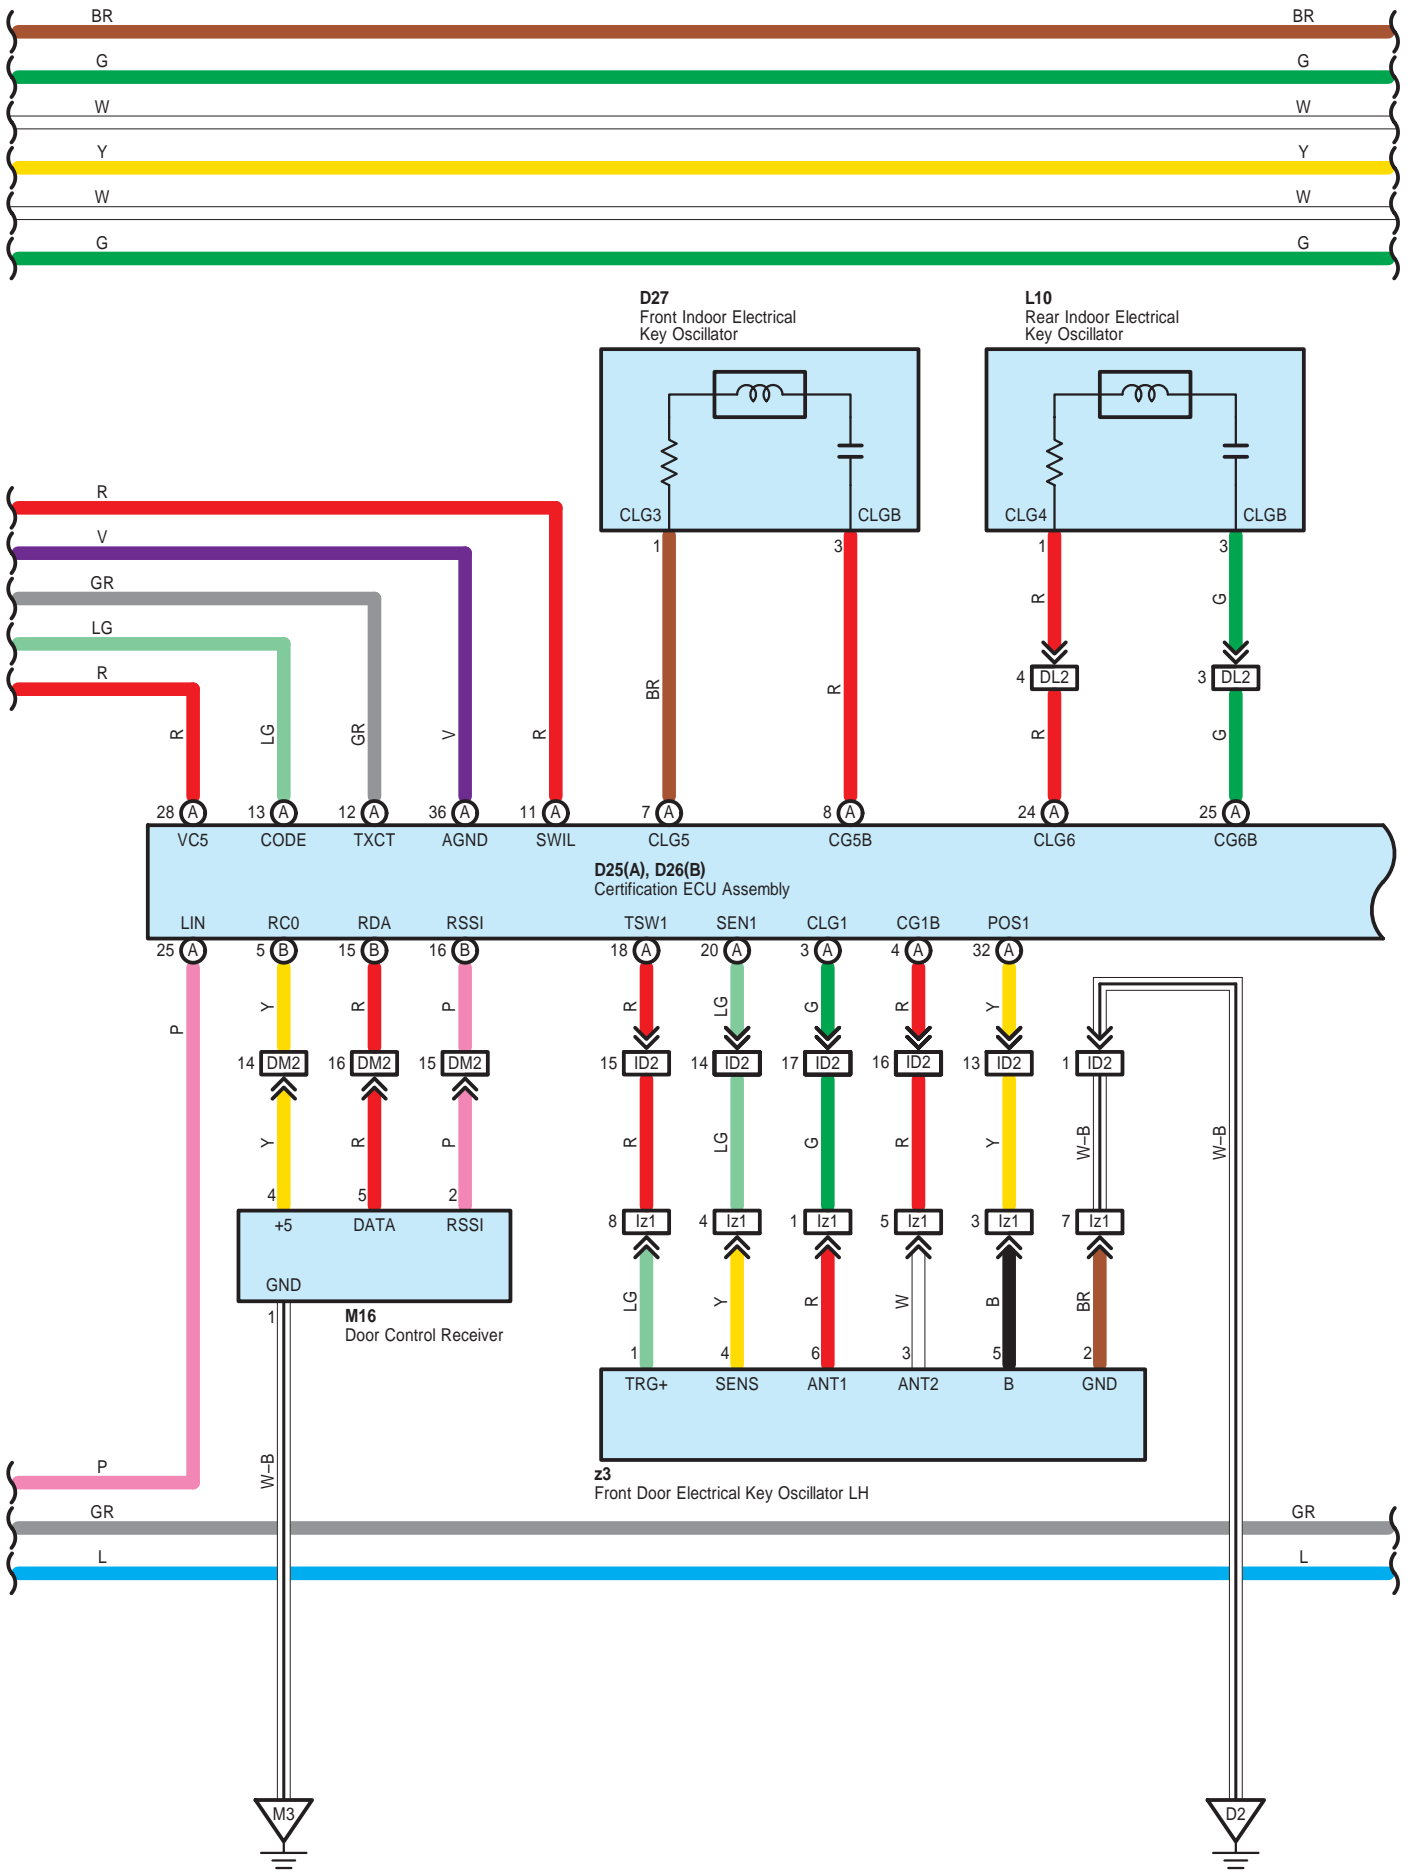 BR BR
G G
W W
Y Y
W W
G G
D27
Front Indoor Electrical
Key Oscillator
L10
Rear Indoor Electrical
Key Oscillator
CLG3 CLGB CLG4 CLGB
1 3 1 3
R
V
GR
LG
R
R G
4 DL2 3 DL2
BR R
R LG GR V R R G
28 A 13 A 12 A 36 A 11 A 7 A 8 A 24 A 25 A
VC5 CODE TXCT AGND SWIL CLG5 CG5B CLG6 CG6B
D25(A), D26(B)
Certification ECU Assembly
LIN RC0 RDA RSSI TSW1 SEN1 CLG1 CG1B POS1
25 A 5 B 15 B 16 B 18 A 20 A 3 A 4 A 32 A
P Y R P R LG G R Y
14 DM2 16 DM2 15 DM2 15 ID2 14 ID2 17 ID2 16 ID2 13 ID2 1 ID2
Y R P R LG G R Y W–B W–B
4 5 2
+5 DATA RSSI
8 Iz1 4 Iz1 1 Iz1 5 Iz1 3 Iz1 7 Iz1
GND
1
M16
Door Control Receiver
LG Y R W B BR
1 4 6 3 5 2
TRG+ SENS ANT1 ANT2 B GND
z3
Front Door Electrical Key Oscillator LH
W–B
P
GR GR
L L
M3 D2